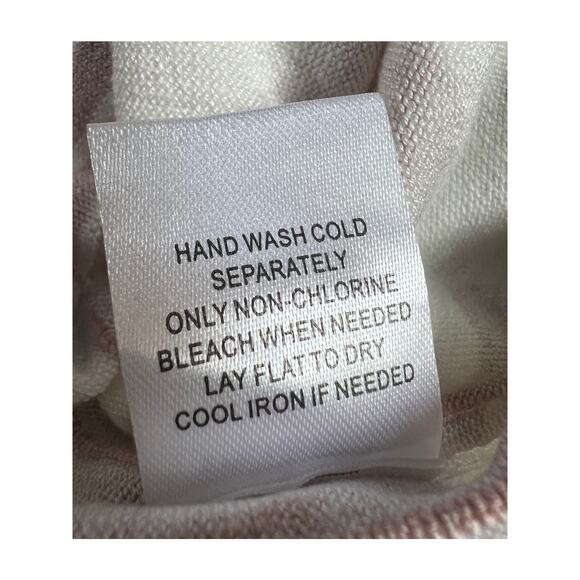 HAND WASH COLD
SEPARATELY
ONLY NON-CHLORINE
BLEACH WHEN NEEDED
LAY FLAT TO DRY
COOL IRON IF NEEDED